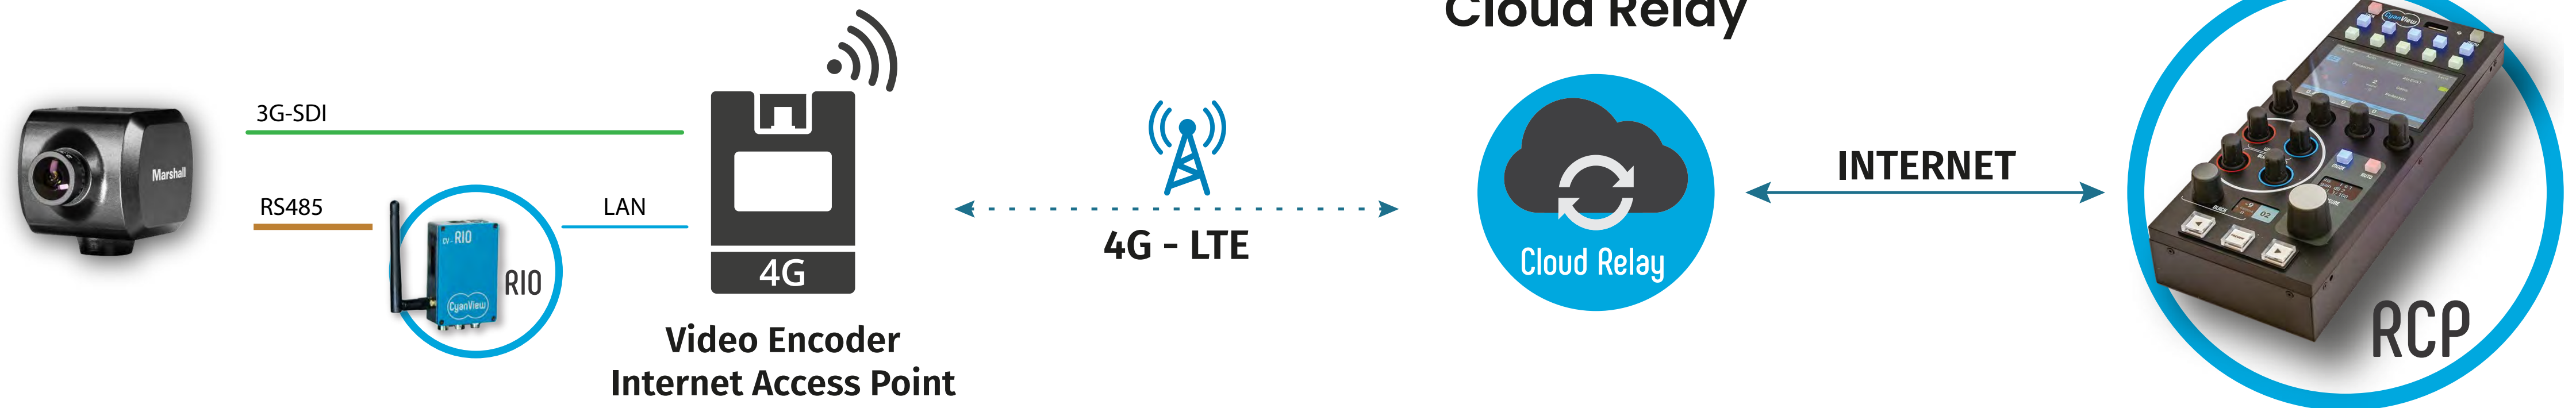 Cloud Relay
3G-SDI
Marshall
RS485
LAN
CV - RIO
RIO
CyanView
4G
Video Encoder
Internet Access Point
4G - LTE
Cloud Relay
INTERNET
CyanView
BLACK
RCP